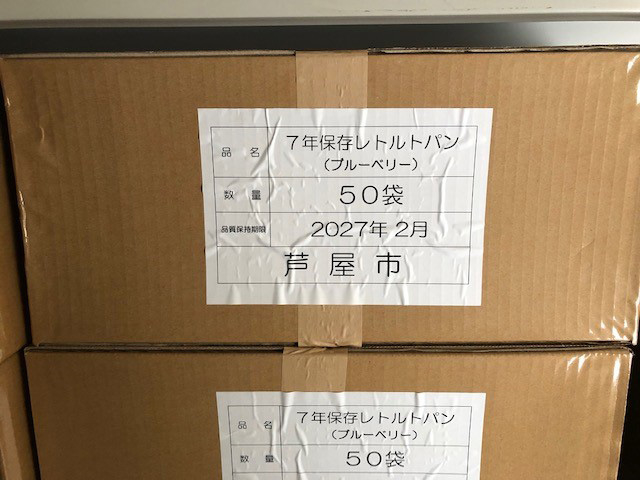 品名 7年保存レトルトパン
(ブルーベリー)
数量 50袋
品質保持期限 2027年 2月
芦屋市
品名 7年保存レトルトパン
(ブルーベリー)
数量 50袋